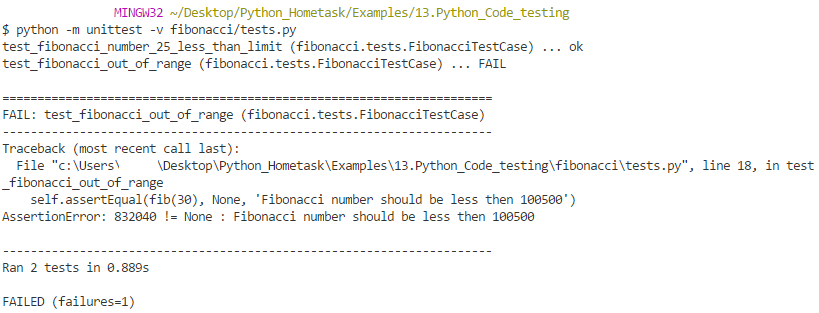 MINGW32 ~/Desktop/Python_Hometask/Examples/13.Python_Code_testing
$ python -m unittest -v fibonacci/tests.py
test_fibonacci_number_25_less_than_limit (fibonacci.tests.FibonacciTestCase) ... ok
test_fibonacci_out_of_range (fibonacci.tests.FibonacciTestCase) ... FAIL
======================================================================
FAIL: test_fibonacci_out_of_range (fibonacci.tests.FibonacciTestCase)
----------------------------------------------------------------------
Traceback (most recent call last):
  File "c:\Users\     \Desktop\Python_Hometask\Examples\13.Python_Code_testing\fibonacci\tests.py", line 18, in test
_fibonacci_out_of_range
    self.assertEqual(fib(30), None, 'Fibonacci number should be less then 100500')
AssertionError: 832040 != None : Fibonacci number should be less then 100500
----------------------------------------------------------------------
Ran 2 tests in 0.889s
FAILED (failures=1)